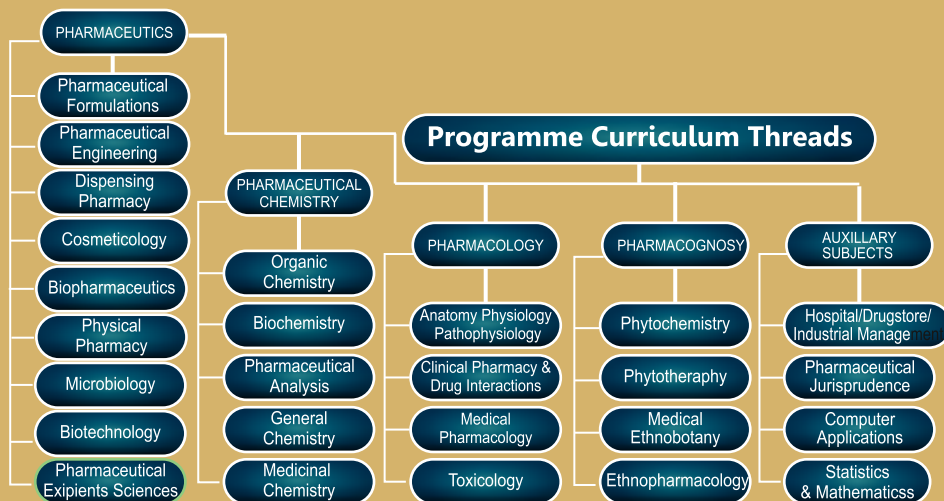 Programme Curriculum Threads
PHARMACEUTICS
Pharmaceutical
Formulations
Pharmaceutical
Engineering
Dispensing
Pharmacy
Cosmeticology
Biopharmaceutics
Physical
Pharmacy
Microbiology
Biotechnology
Pharmaceutical
Exipients Sciences
PHARMACEUTICAL
CHEMISTRY
Organic
Chemistry
Biochemistry
Pharmaceutical
Analysis
General
Chemistry
Medicinal
Chemistry
PHARMACOLOGY
Anatomy Physiology
Pathophysiology
Clinical Pharmacy &
Drug Interactions
Medical
Pharmacology
Toxicology
PHARMACOGNOSY
Phytochemistry
Phytotheraphy
Medical
Ethnobotany
Ethnopharmacology
AUXILLARY
SUBJECTS
Hospital/Drugstore/
Industrial Management
Pharmaceutical
Jurisprudence
Computer
Applications
Statistics
& Mathematicss